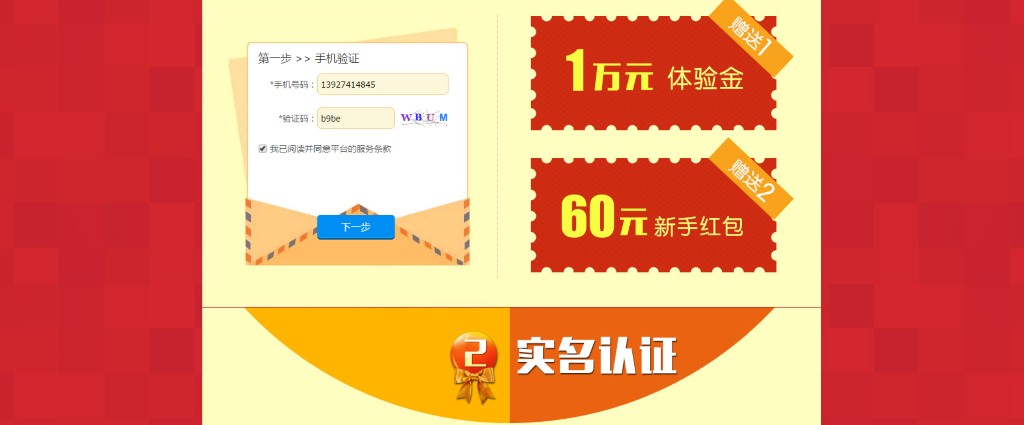 第一步 >> 手机验证
*手机号码：13927414845
*验证码：b9be WBUM
我已阅读并同意平台的服务条款
下一步
赠送1
1万元 体验金
赠送2
60元 新手红包
2 实名认证